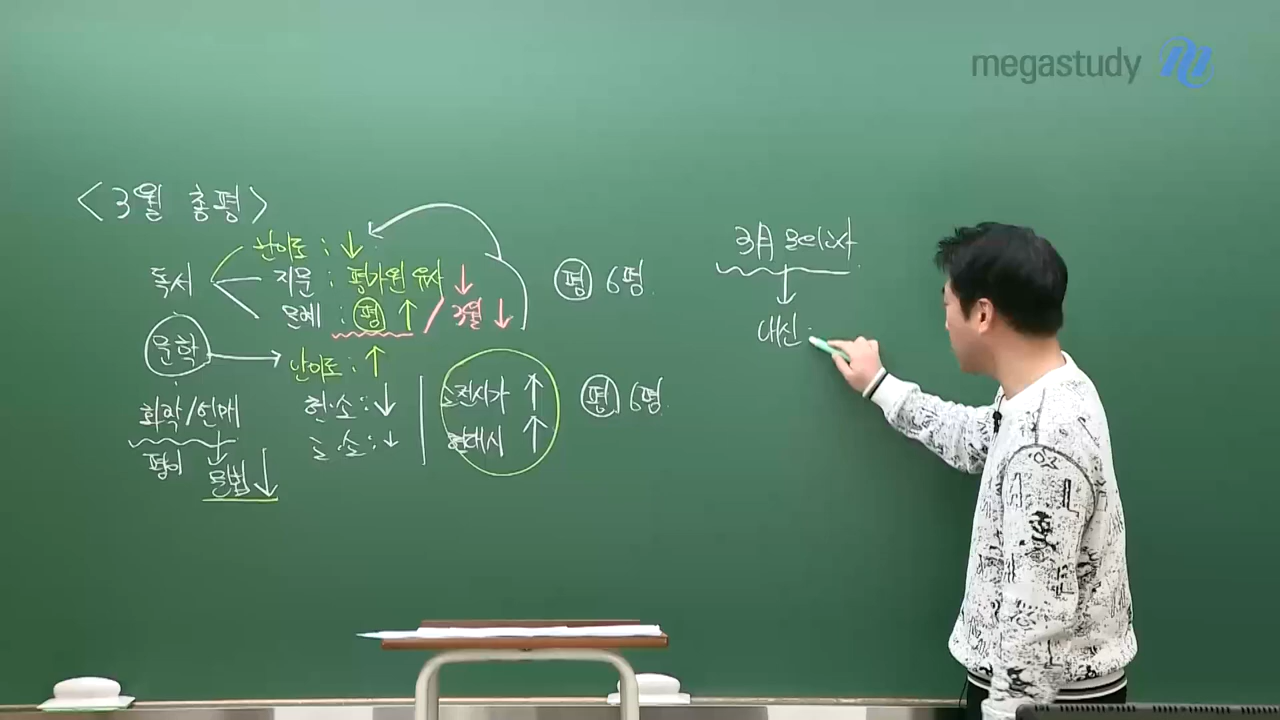 megastudy
<3월 총평>
난이도 : ↓
독서 지문 : 평가원 유사 ↓
문제 : 평 ↑ / 3월 ↓
평 6평.
문학 → 난이도 : ↑
현·소 : ↓
고전시가 ↑
현대시 ↑
평 6평.
화작/언매
평이
문법 ↓
3月 모의고사
↓
내신 :